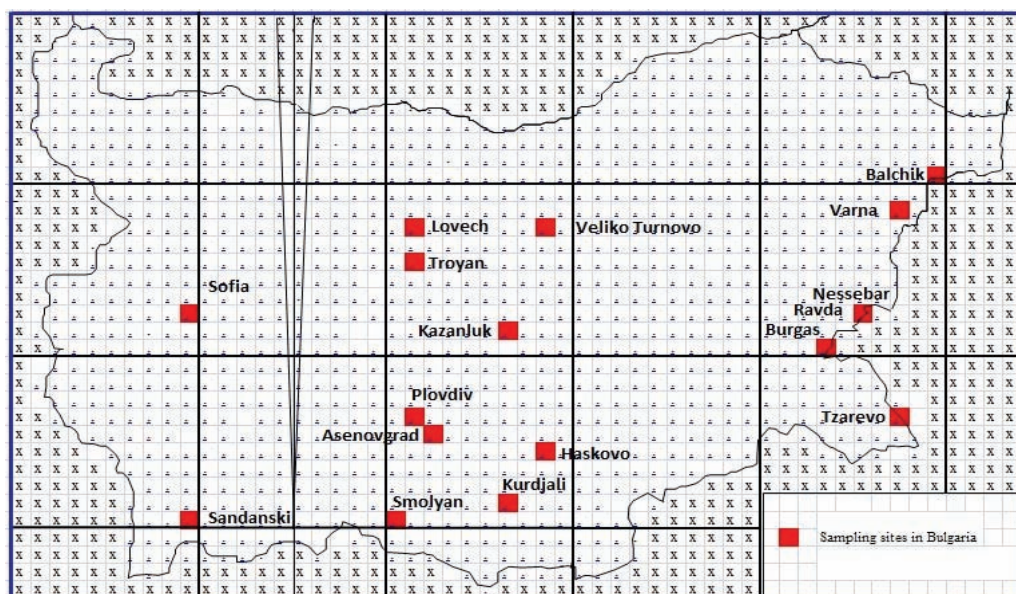 Balchik
Varna
Lovech
Veliko Turnovo
Troyan
Sofia
Nessebar
Ravda
Kazanluk
Burgas
Plovdiv
Asenovgrad
Tzarevo
Haskovo
Kurdjali
Smolyan
Sandanski
Sampling sites in Bulgaria